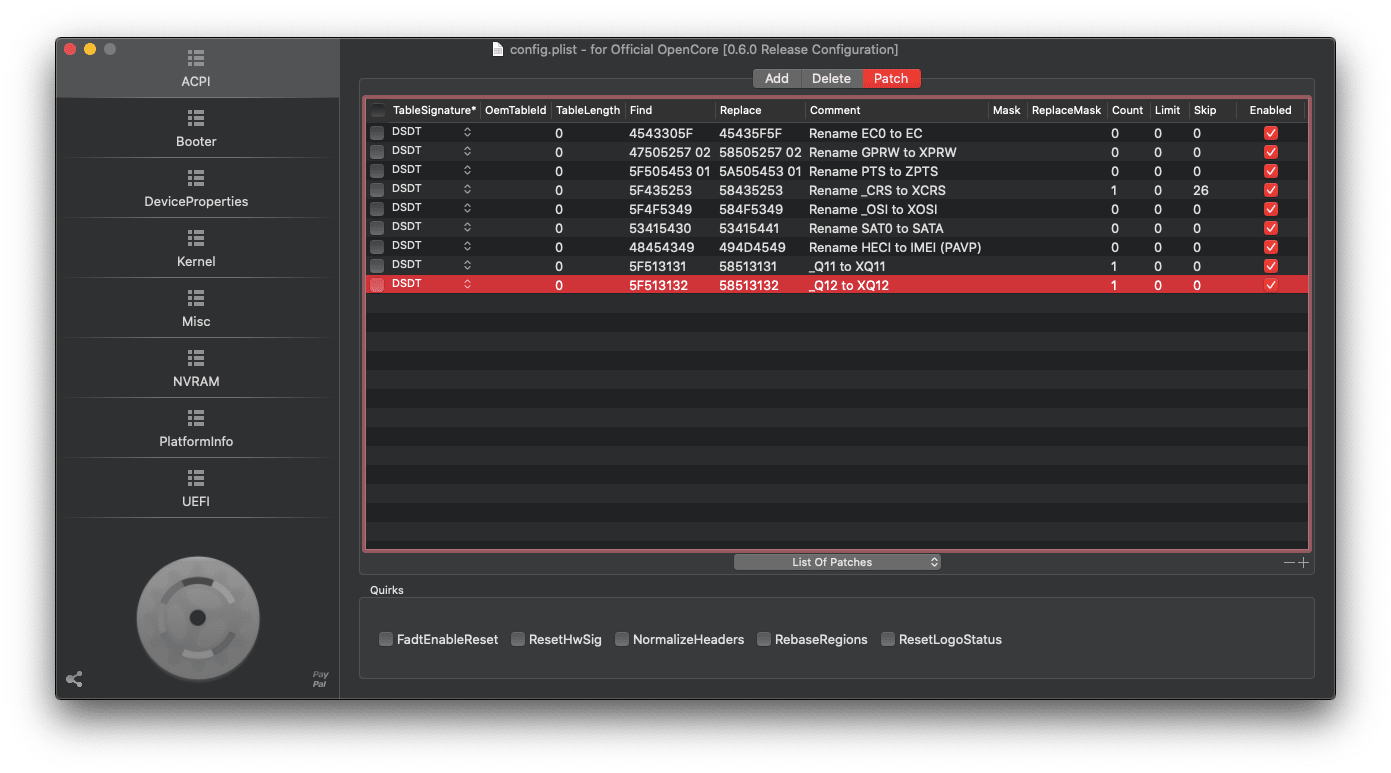 config.plist - for Official OpenCore [0.6.0 Release Configuration]
ACPI
Booter
DeviceProperties
Kernel
Misc
NVRAM
PlatformInfo
UEFI
Pay
Pal
Add Delete Patch
TableSignature* OemTableId TableLength Find Replace Comment Mask ReplaceMask Count Limit Skip Enabled
DSDT 0 4543305F 45435F5F Rename EC0 to EC 0 0 0
DSDT 0 47505257 02 58505257 02 Rename GPRW to XPRW 0 0 0
DSDT 0 5F505453 01 5A505453 01 Rename PTS to ZPTS 0 0 0
DSDT 0 5F435253 58435253 Rename _CRS to XCRS 1 0 26
DSDT 0 5F4F5349 584F5349 Rename _OSI to XOSI 0 0 0
DSDT 0 53415430 53415441 Rename SAT0 to SATA 0 0 0
DSDT 0 48454349 494D4549 Rename HECI to IMEI (PAVP) 0 0 0
DSDT 0 5F513131 58513131 _Q11 to XQ11 1 0 0
DSDT 0 5F513132 58513132 _Q12 to XQ12 1 0 0
List Of Patches
Quirks
FadtEnableReset ResetHwSig NormalizeHeaders RebaseRegions ResetLogoStatus